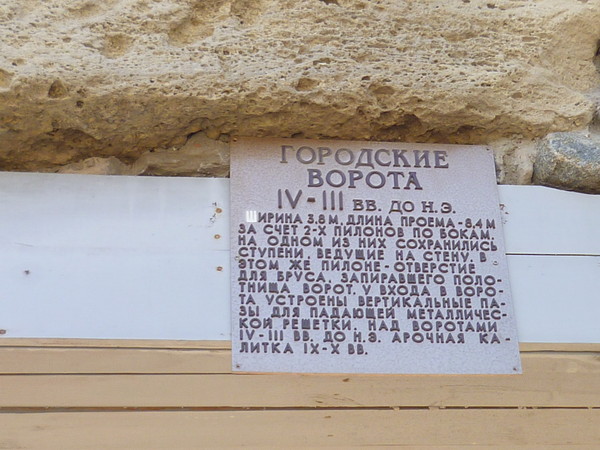 ГОРОДСКИЕ
ВОРОТА
IV-III ВВ. ДО Н.Э.
ШИРИНА 3,8 М, ДЛИНА ПРОЕМА-8,4 М
ЗА СЧЕТ 2-Х ПИЛОНОВ ПО БОКАМ.
НА ОДНОМ ИЗ НИХ СОХРАНИЛИСЬ
СТУПЕНИ, ВЕДУЩИЕ НА СТЕНУ. В
ЭТОМ ЖЕ ПИЛОНЕ-ОТВЕРСТИЕ
ДЛЯ БРУСА, ЗАПИРАВШЕГО ПОЛО-
ТНИЩА ВОРОТ. У ВХОДА В ВОРО-
ТА УСТРОЕНЫ ВЕРТИКАЛЬНЫЕ ПА-
ЗЫ ДЛЯ ПАДАЮЩЕЙ МЕТАЛЛИЧЕС-
КОЙ РЕШЕТКИ. НАД ВОРОТАМИ
IV-III ВВ. ДО Н.Э. АРОЧНАЯ КА-
ЛИТКА IX-X ВВ.